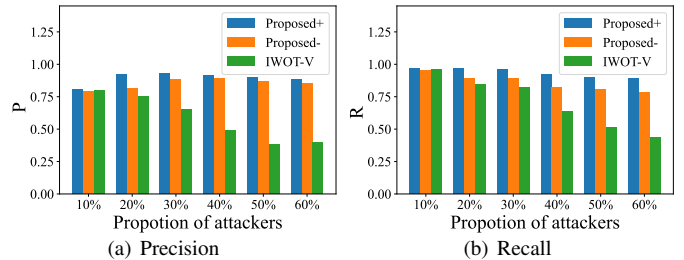 1.25
1.00
0.75
0.50
0.25
0.00
P
Proposed+
Proposed-
IWOT-V
10% 20% 30% 40% 50% 60%
Propotion of attackers
(a) Precision
1.25
1.00
0.75
0.50
0.25
0.00
R
Proposed+
Proposed-
IWOT-V
10% 20% 30% 40% 50% 60%
Propotion of attackers
(b) Recall